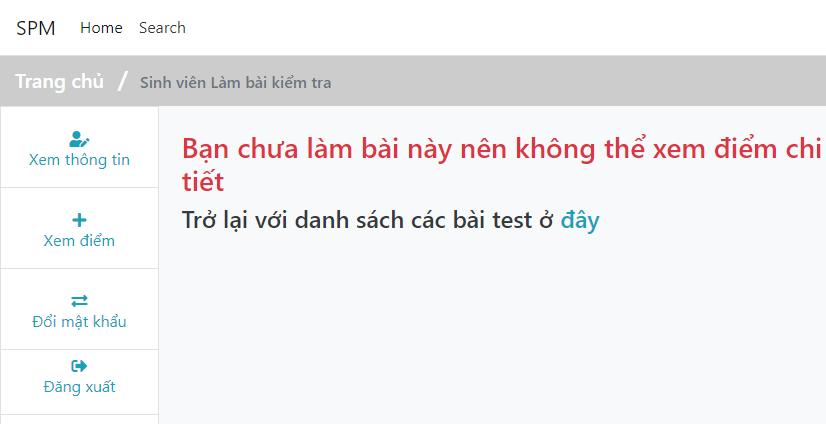 SPM Home Search
Trang chủ / Sinh viên Làm bài kiểm tra
Xem thông tin
Xem điểm
Đổi mật khẩu
Đăng xuất
Bạn chưa làm bài này nên không thể xem điểm chi
tiết
Trở lại với danh sách các bài test ở đây